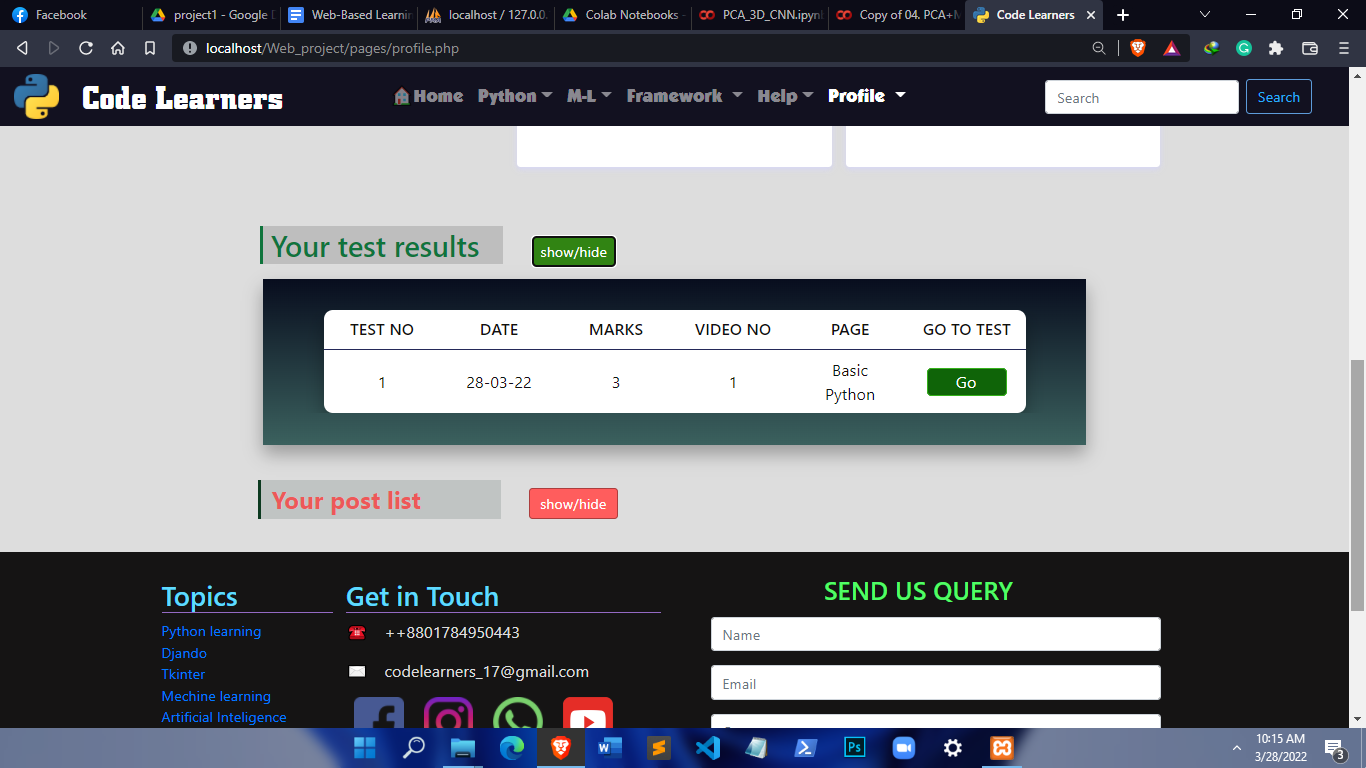 Facebook
project1 - Google D
Web-Based Learnin
localhost / 127.0.0.
Colab Notebooks -
PCA_3D_CNN.ipynb
Copy of 04. PCA+M
Code Learners
localhost/Web_project/pages/profile.php
Code Learners
Home
Python
M-L
Framework
Help
Profile
Search
Search
Your test results
show/hide
TEST NO DATE MARKS VIDEO NO PAGE GO TO TEST
1 28-03-22 3 1 Basic Python Go
Your post list
show/hide
Topics
Python learning
Djando
Tkinter
Mechine learning
Artificial Inteligence
Get in Touch
++8801784950443
codelearners_17@gmail.com
SEND US QUERY
Name
Email
10:15 AM
3/28/2022
3